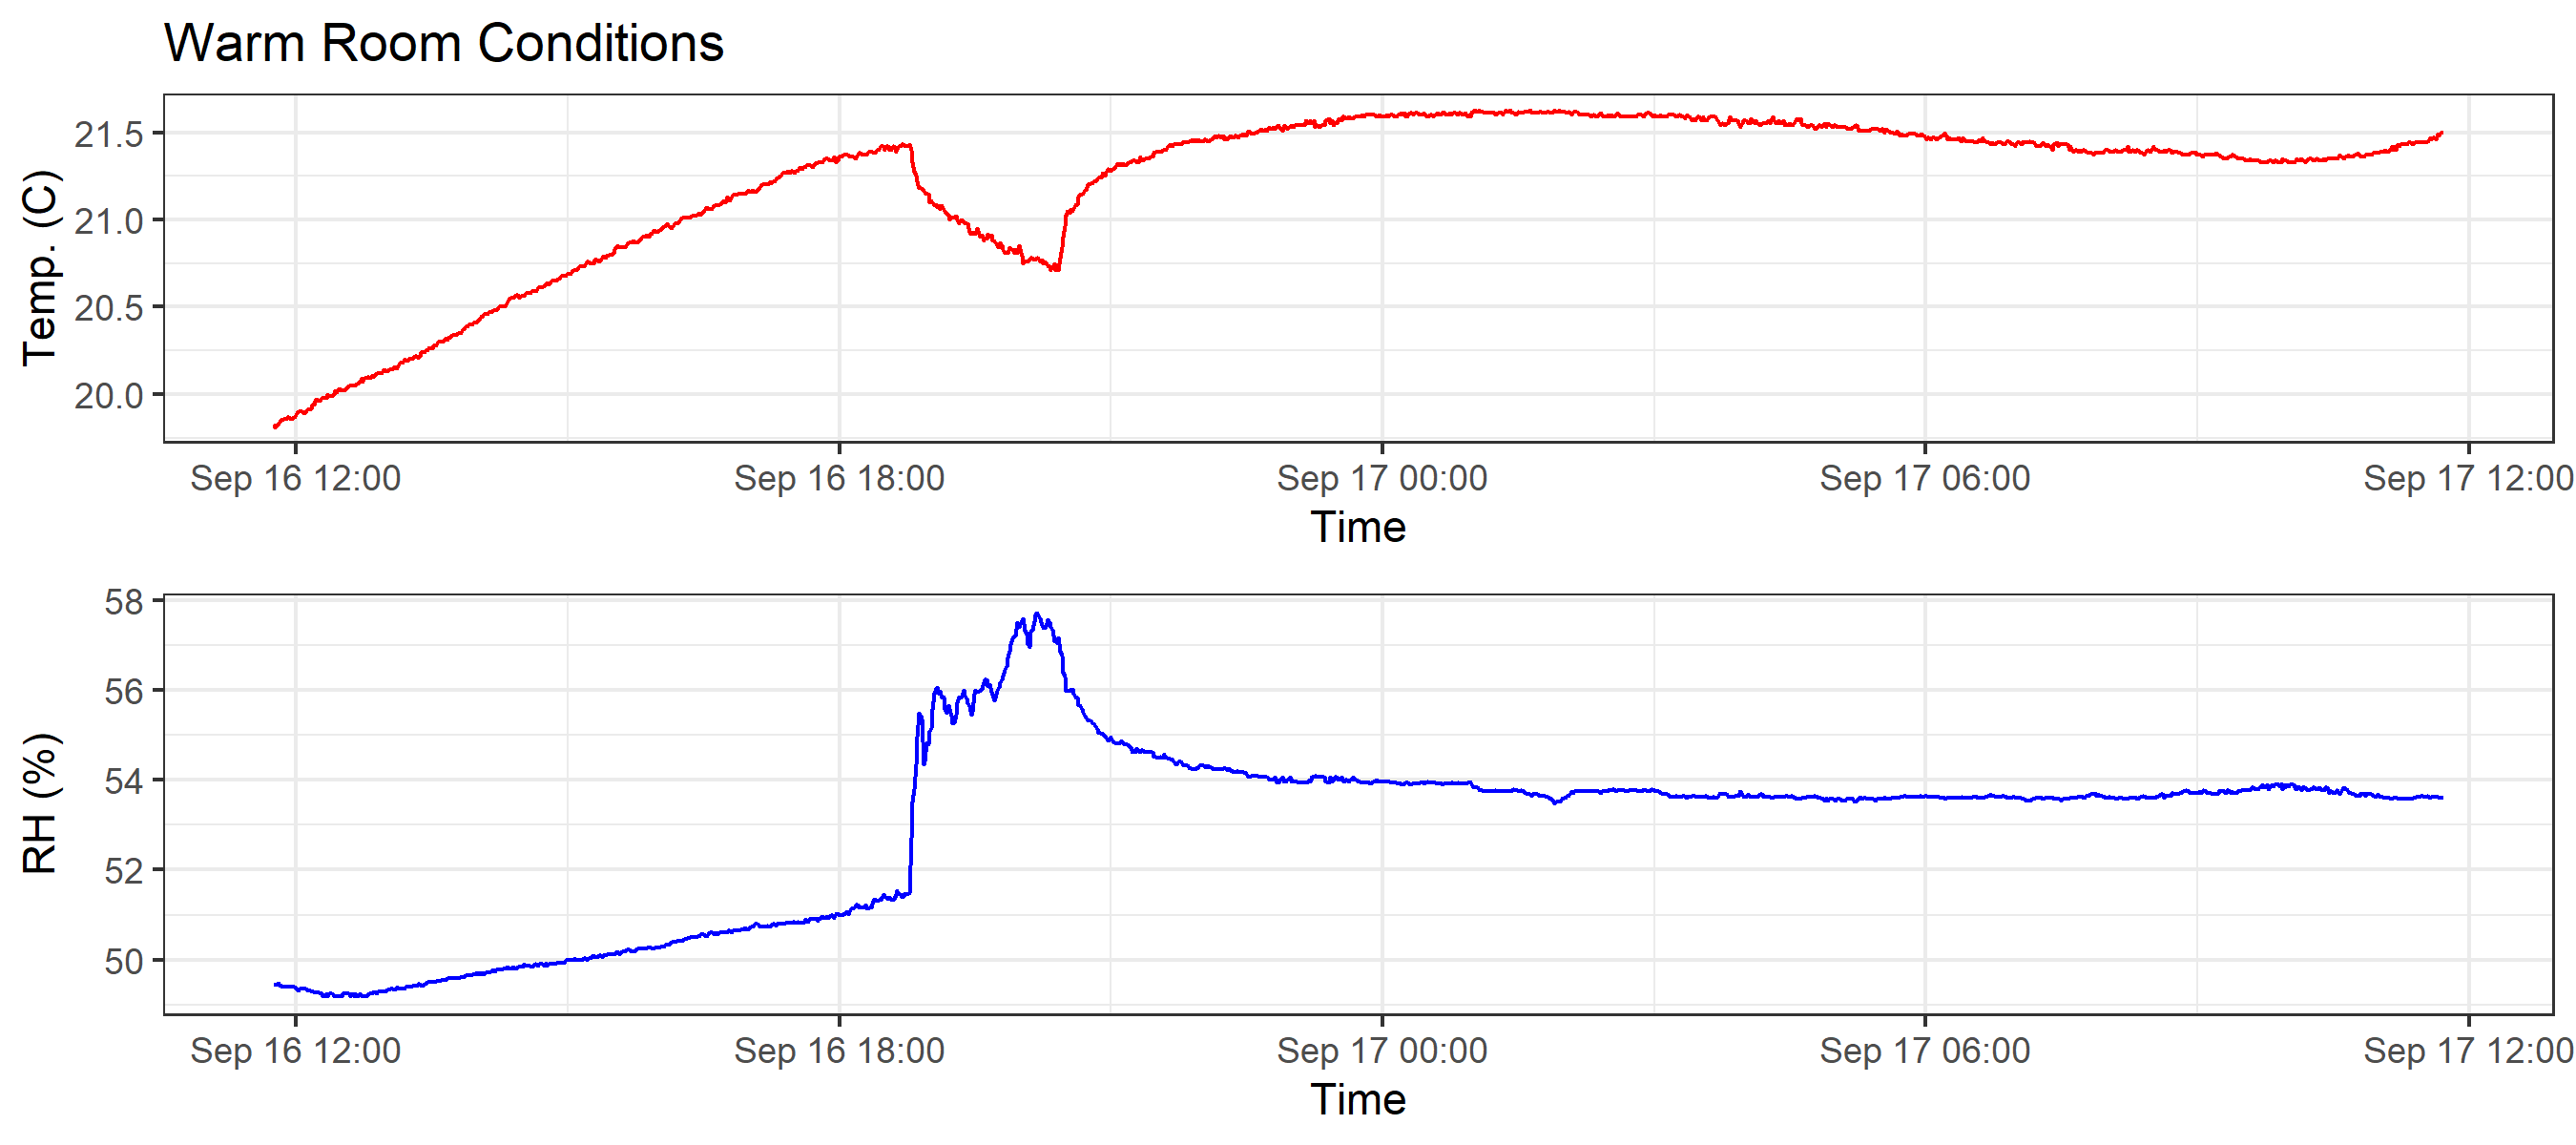 Warm Room Conditions
Temp. (C)
21.5
21.0
20.5
20.0
Sep 16 12:00 Sep 16 18:00 Sep 17 00:00 Sep 17 06:00 Sep 17 12:00
Time
RH (%)
58
56
54
52
50
Sep 16 12:00 Sep 16 18:00 Sep 17 00:00 Sep 17 06:00 Sep 17 12:00
Time